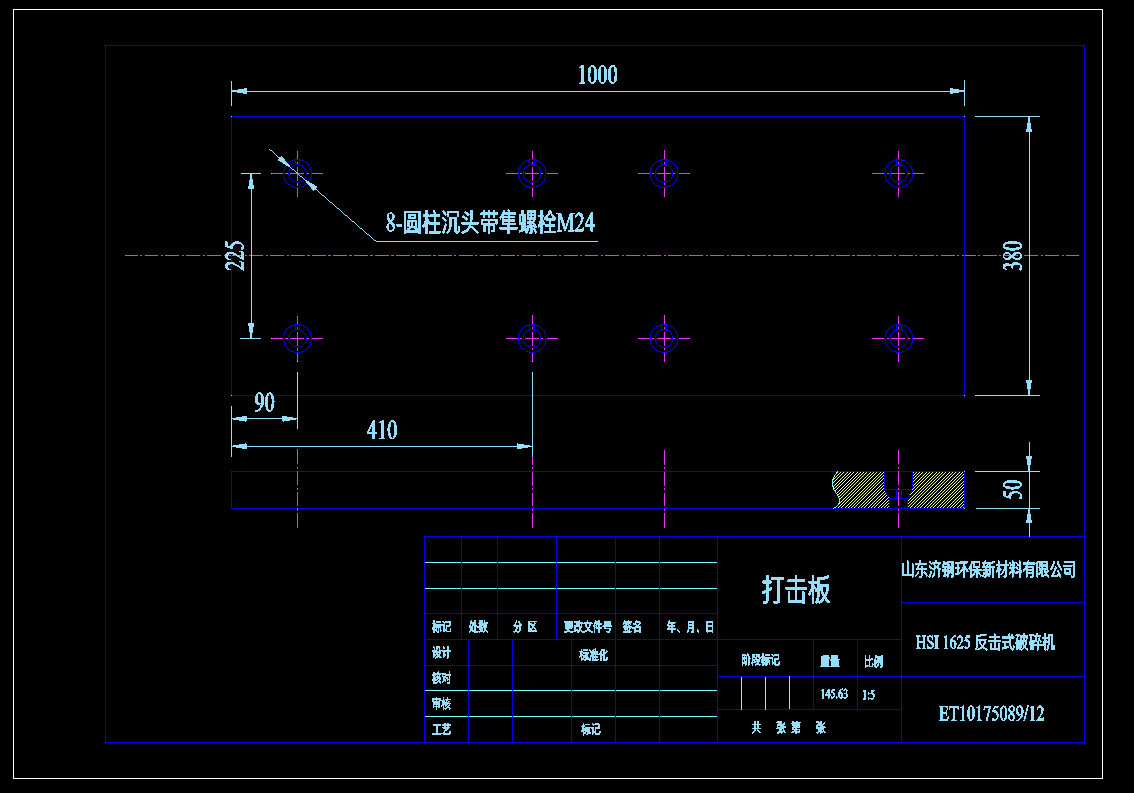 1000
8-圆柱沉头带隼螺栓M24
225
380
90
410
50
打击板
山东济钢环保新材料有限公司
标记 处数 分 区 更改文件号 签名 年、月、日
HSI 1625 反击式破碎机
设计 标准化
阶段标记 重量 比例
核对
145.63 1:5
审核
ET10175089/12
工艺 标记
共 张 第 张